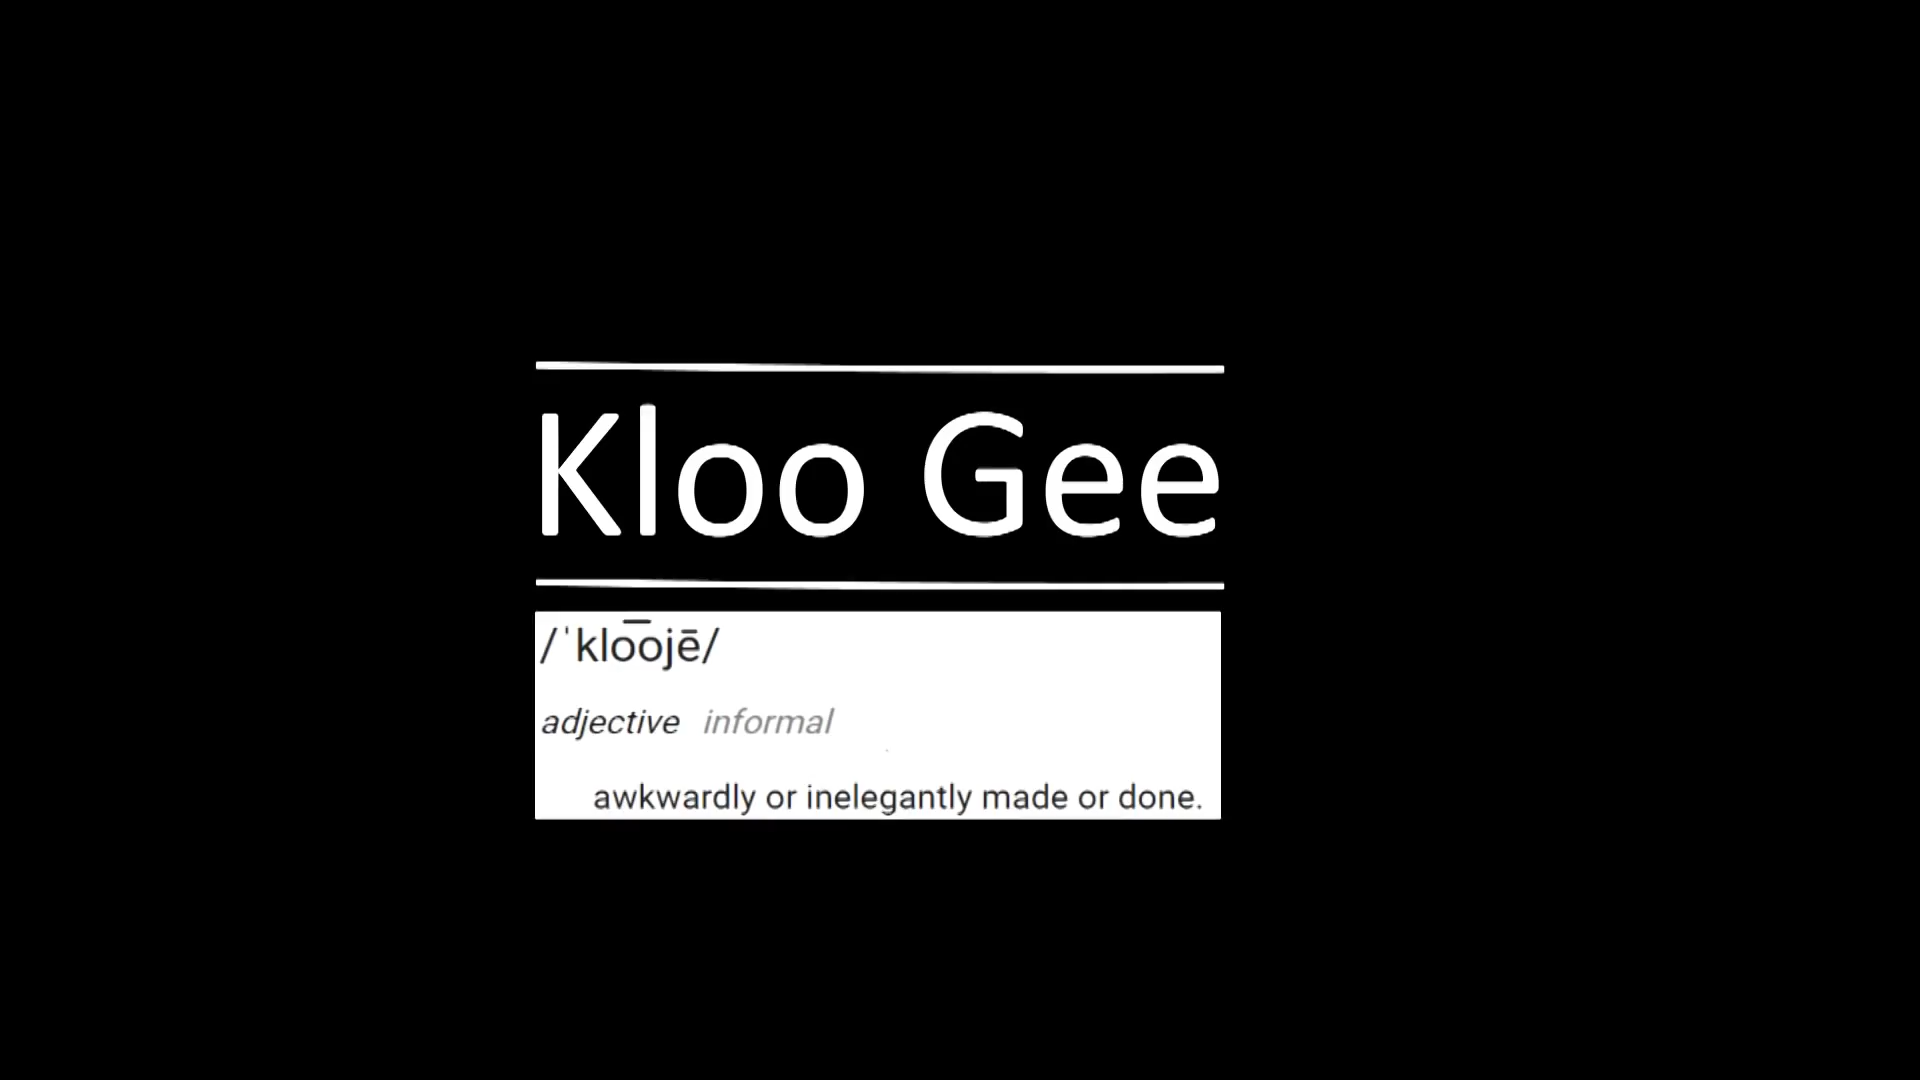 Kloo Gee
/ˈklo͞ojē/
adjective informal
awkwardly or inelegantly made or done.